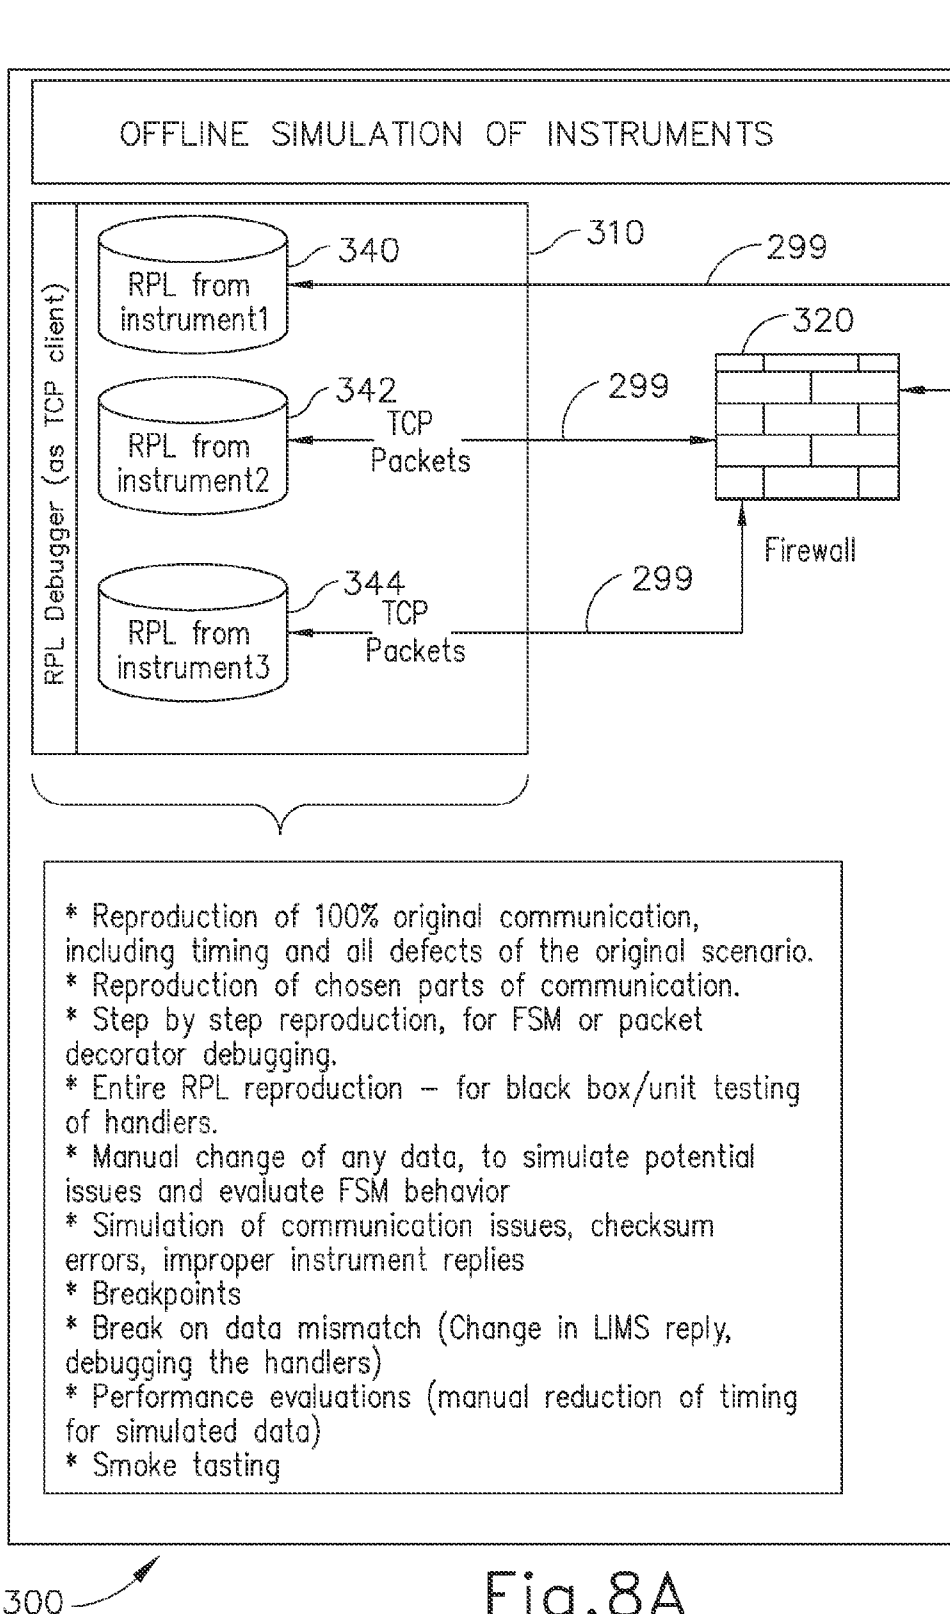 OFFLINE SIMULATION OF INSTRUMENTS
RPL Debugger (as TCP client)
RPL from
instrument1
340
310
299
320
RPL from
instrument2
342
TCP
Packets
299
Firewall
RPL from
instrument3
344
TCP
Packets
299
* Reproduction of 100% original communication,
including timing and all defects of the original scenario.
* Reproduction of chosen parts of communication.
* Step by step reproduction, for FSM or packet
decorator debugging.
* Entire RPL reproduction – for black box/unit testing
of handlers.
* Manual change of any data, to simulate potential
issues and evaluate FSM behavior
* Simulation of communication issues, checksum
errors, improper instrument replies
* Breakpoints
* Break on data mismatch (Change in LIMS reply,
debugging the handlers)
* Performance evaluations (manual reduction of timing
for simulated data)
* Smoke tasting
300
Fig.8A